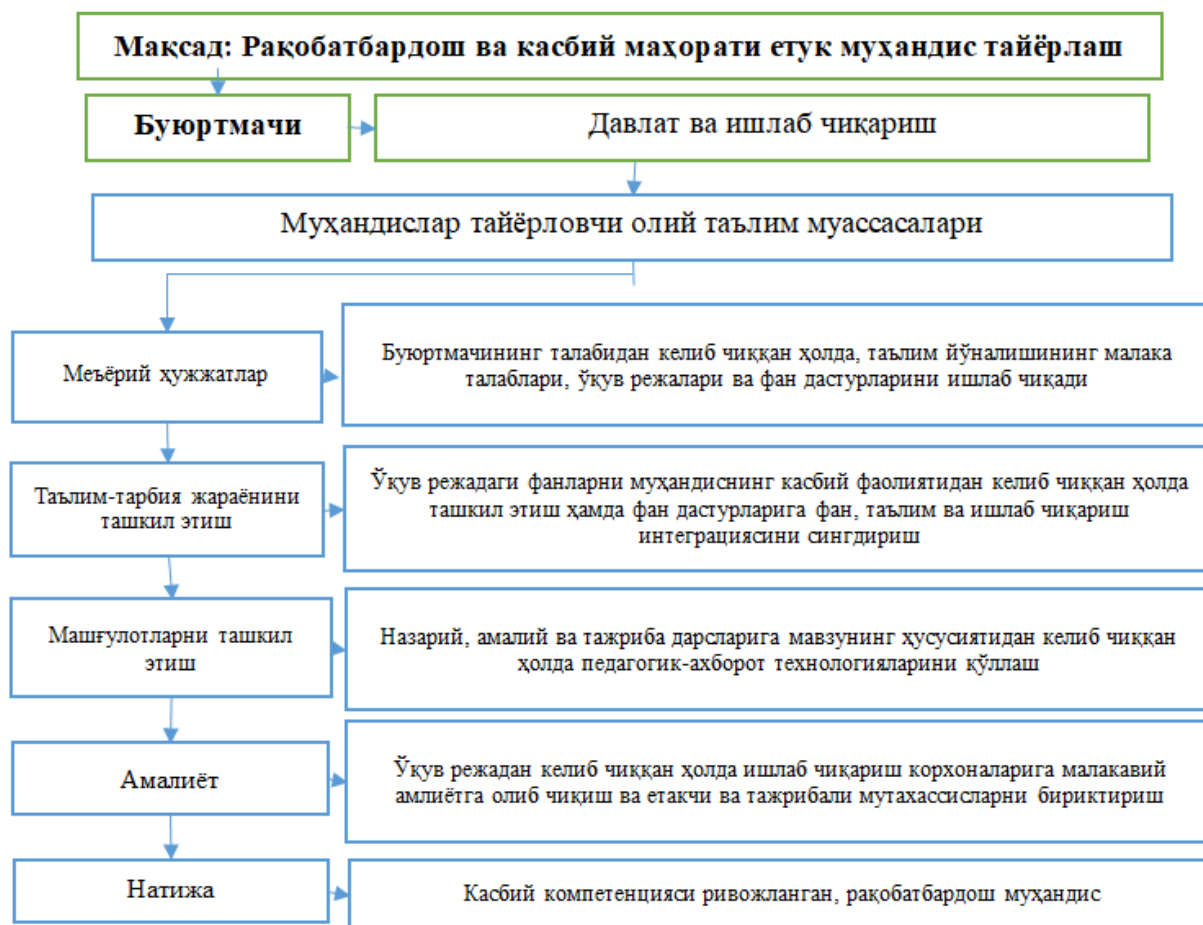 Мақсад: Рақобатбардош ва касбий маҳорати етук муҳандис тайёрлаш
Буюртмачи
Давлат ва ишлаб чиқариш
Муҳандислар тайёрловчи олий таълим муассасалари
Меъёрий ҳужжатлар
Буюртмачининг талабидан келиб чиққан ҳолда, таълим йўналишининг малака
талаблари, ўқув режалари ва фан дастурларини ишлаб чиқади
Таълим-тарбия жараёнини
ташкил этиш
Ўқув режадаги фанларни муҳандиснинг касбий фаолиятидан келиб чиққан ҳолда
ташкил этиш ҳамда фан дастурларига фан, таълим ва ишлаб чиқариш
интеграциясини сингдириш
Машғулотларни ташкил
этиш
Назарий, амалий ва тажриба дарсларига мавзунинг ҳусусиятидан келиб чиққан
ҳолда педагогик-ахборот технологияларини қўллаш
Амалиёт
Ўқув режадан келиб чиққан ҳолда ишлаб чиқариш корхоналарига малакавий
амлиётга олиб чиқиш ва етакчи ва тажрибали мутахассисларни бириктириш
Натижа
Касбий компетенцияси ривожланган, рақобатбардош муҳандис